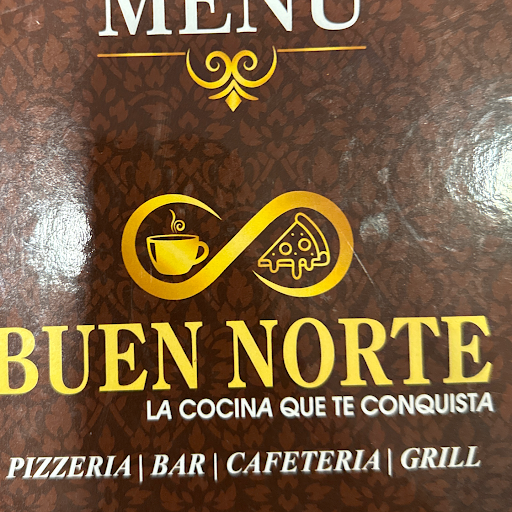 MENU
BUEN NORTE
LA COCINA QUE TE CONQUISTA
PIZZERIA | BAR | CAFETERIA | GRILL